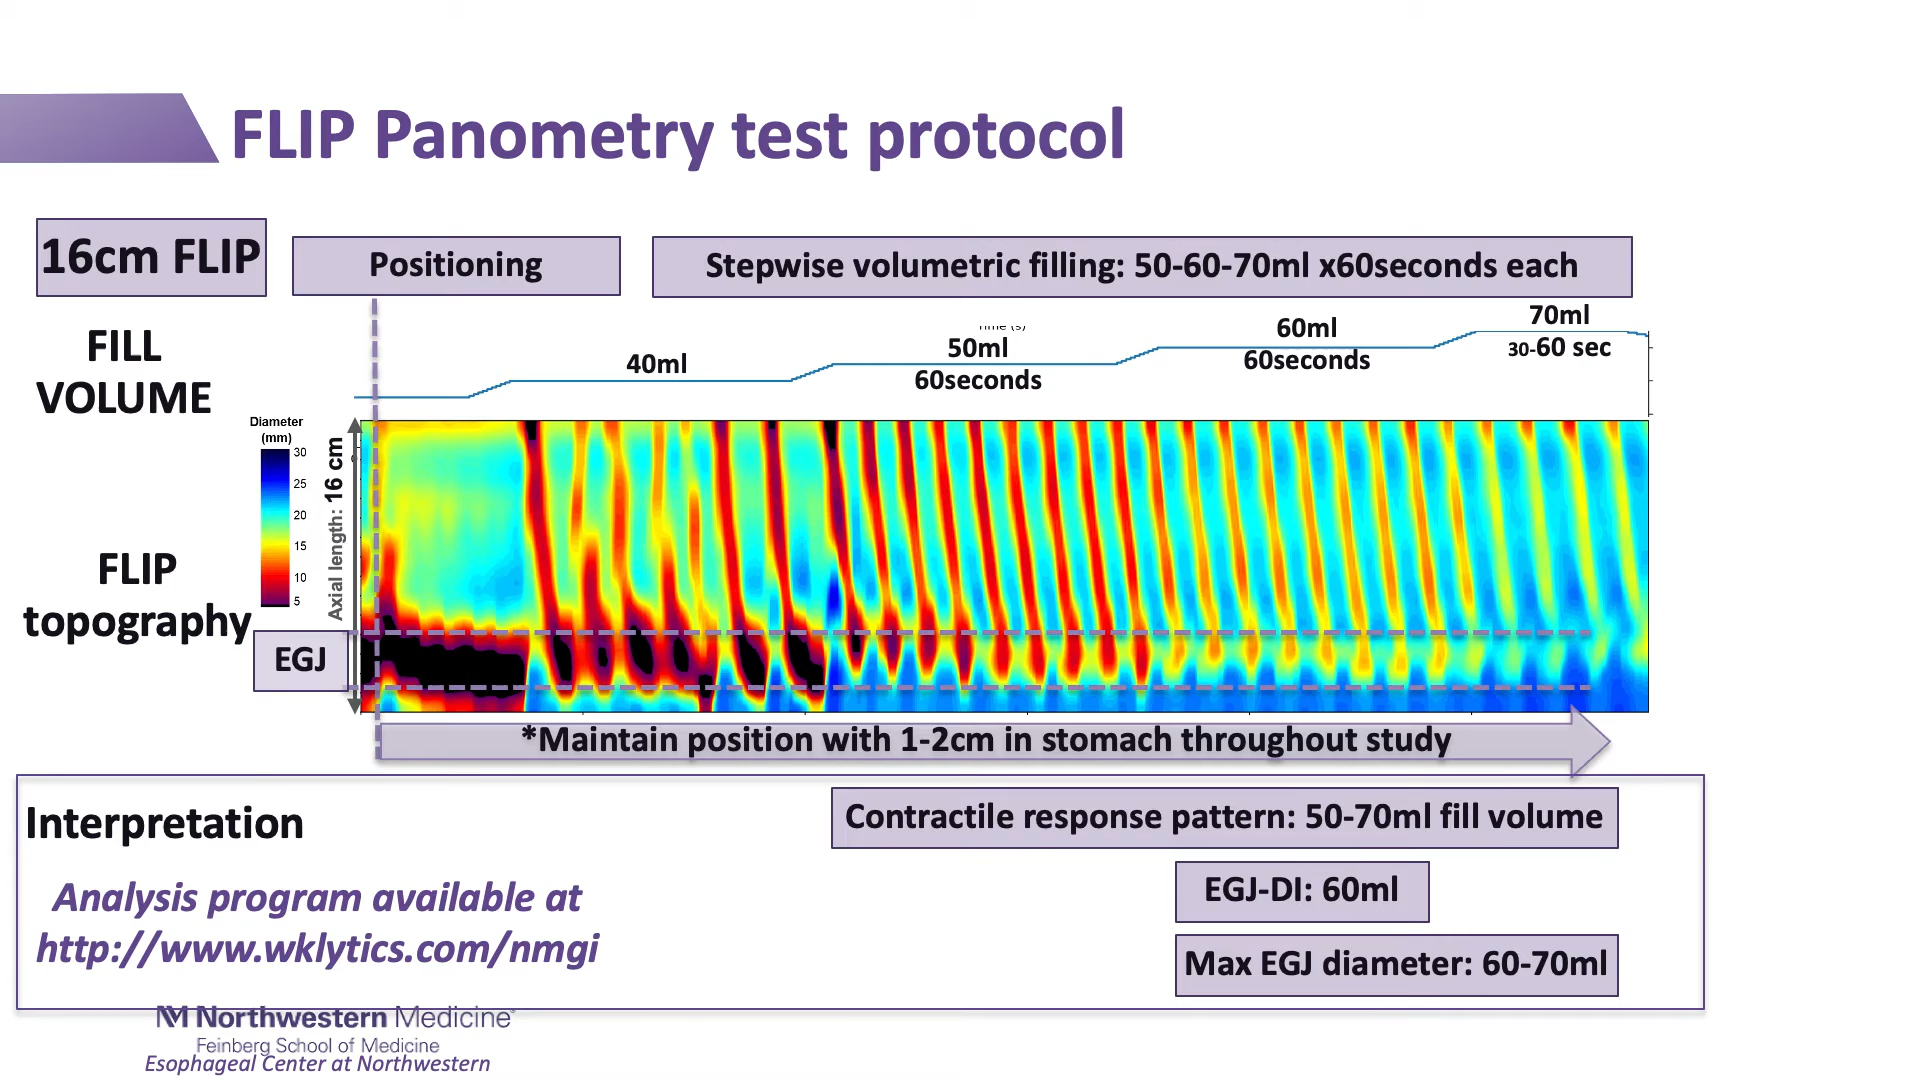 FLIP Panometry test protocol
16cm FLIP
Positioning
Stepwise volumetric filling: 50-60-70ml x60seconds each
FILL
VOLUME
40ml
50ml
60seconds
60ml
60seconds
70ml
30-60 sec
Diameter
(mm)
30
25
20
15
10
5
Axial length: 16 cm
FLIP
topography
EGJ
*Maintain position with 1-2cm in stomach throughout study
Interpretation
Analysis program available at
http://www.wklytics.com/nmgi
Contractile response pattern: 50-70ml fill volume
EGJ-DI: 60ml
Max EGJ diameter: 60-70ml
Northwestern Medicine
Feinberg School of Medicine
Esophageal Center at Northwestern